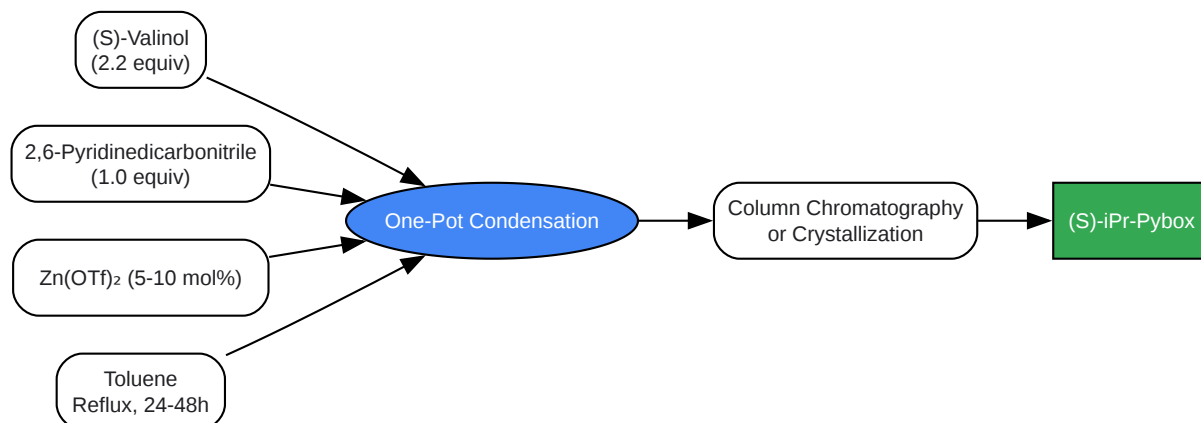 (S)-Valinol
(2.2 equiv)
2,6-Pyridinedicarbonitrile
(1.0 equiv)
Zn(OTf)₂ (5-10 mol%)
Toluene
Reflux, 24-48h
One-Pot Condensation
Column Chromatography
or Crystallization
(S)-iPr-Pybox